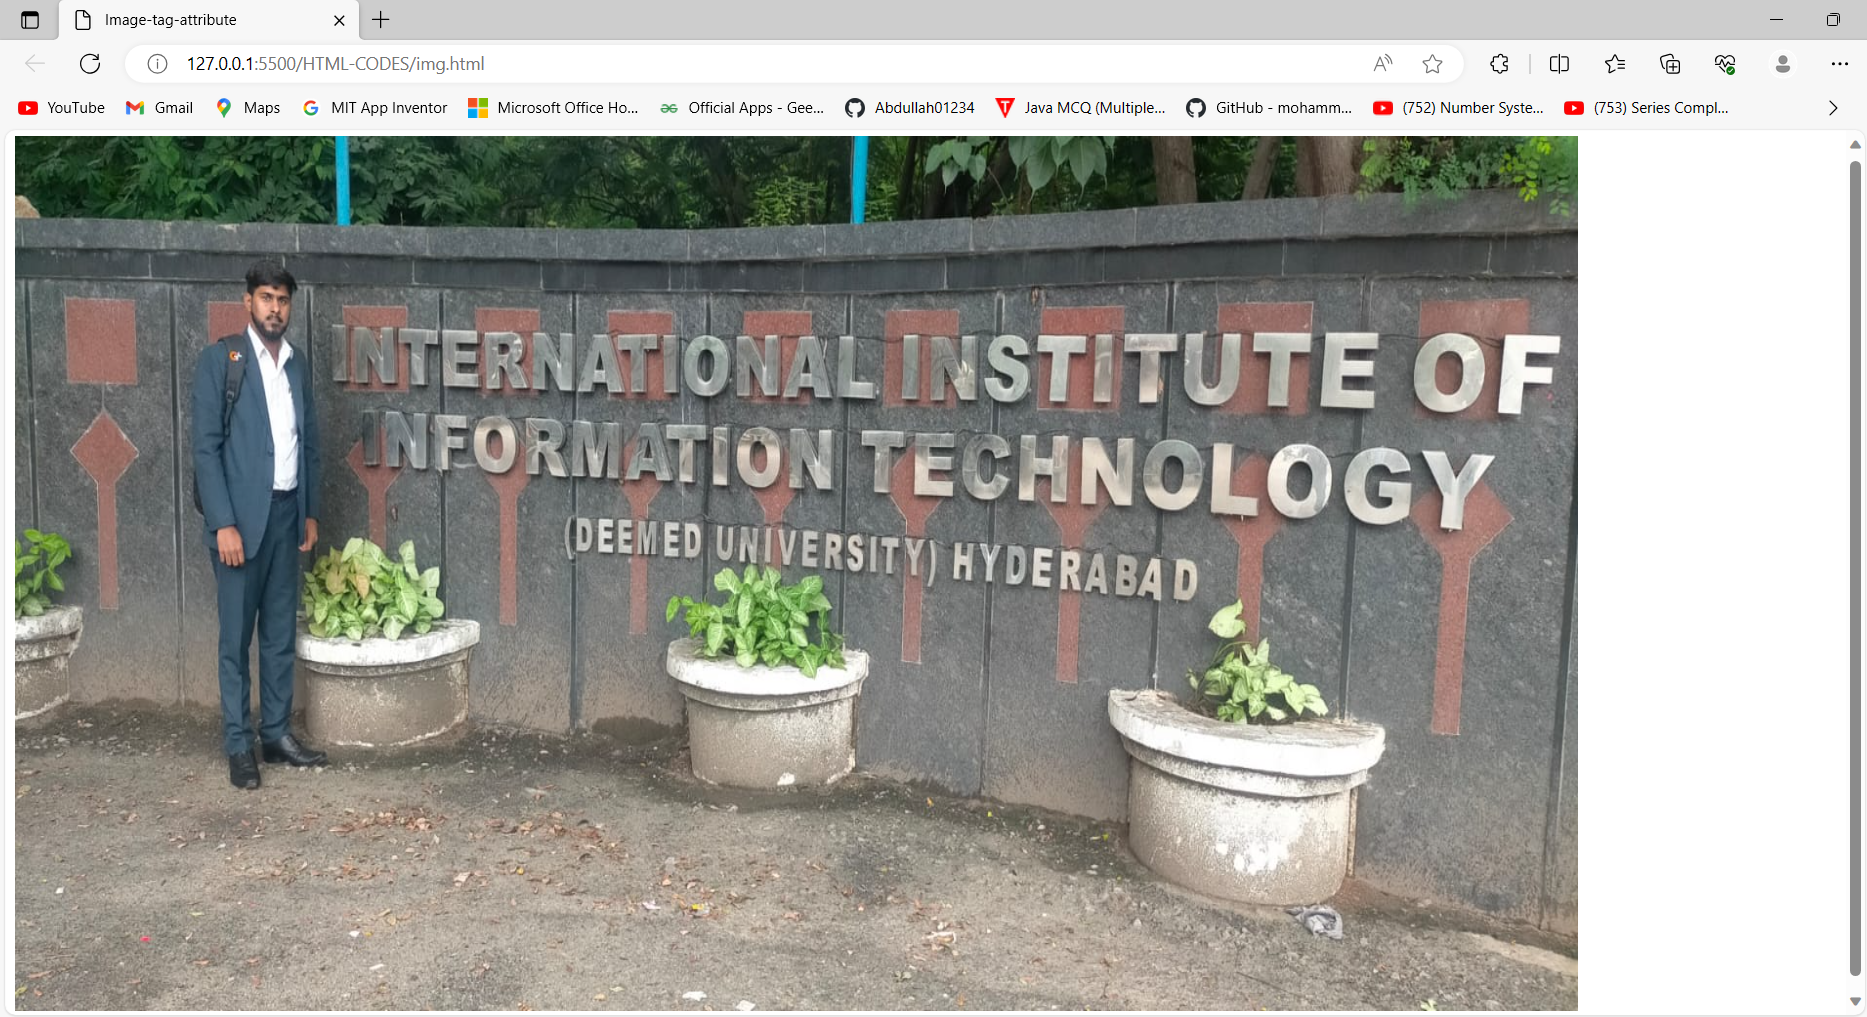 Image-tag-attribute
127.0.0.1:5500/HTML-CODES/img.html
YouTube Gmail Maps MIT App Inventor Microsoft Office Ho... Official Apps - Gee... Abdullah01234 Java MCQ (Multiple... GitHub - mohamm... (752) Number Syste... (753) Series Compl...
INTERNATIONAL INSTITUTE OF
INFORMATION TECHNOLOGY
(DEEMED UNIVERSITY) HYDERABAD